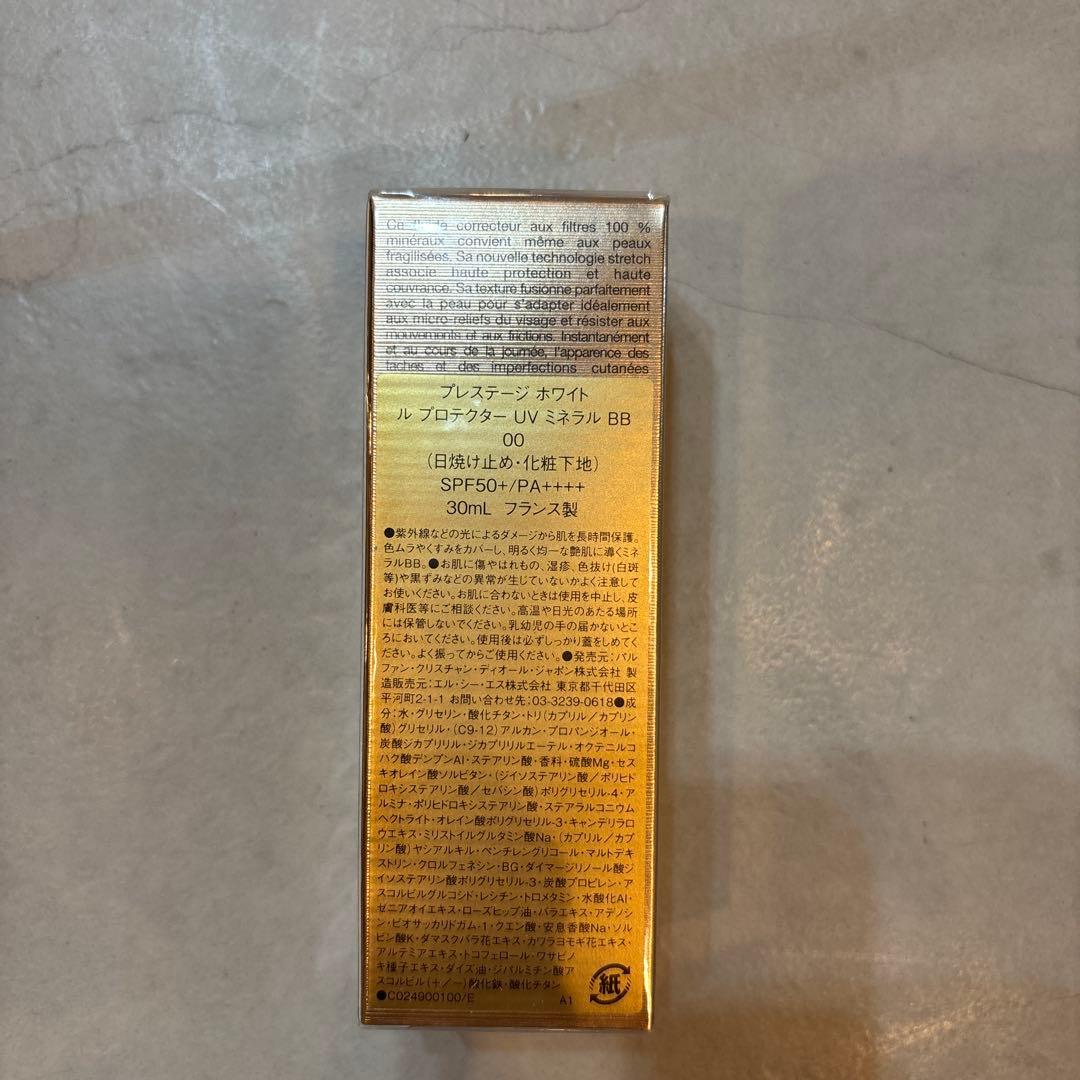 Ce fluide correcteur aux filtres 100 %
minéraux convient même aux peaux
fragilisées. Sa nouvelle technologie stretch
associe haute protection et haute
couvrance. Sa texture fusionne parfaitement
avec la peau pour s'adapter idéalement
aux micro-reliefs du visage et résister aux
mouvements et aux frictions. Instantanément
et au cours de la journée, l'apparence des
taches et des imperfections cutanées
プレステージ ホワイト
ル プロテクター UV ミネラル BB
00
(日焼け止め・化粧下地)
SPF50+/PA++++
30mL フランス製
●紫外線などの光によるダメージから肌を長時間保護。
色ムラやくすみをカバーし、明るく均一な艶肌に導くミネ
ラルBB。●お肌に傷やはれもの、湿疹、色抜け(白斑
等)や黒ずみなどの異常が生じていないかよく注意して
お使いください。お肌に合わないときは使用を中止し、皮
膚科医等にご相談ください。高温や日光のあたる場所
には保管しないでください。乳幼児の手の届かないとこ
ろにおいてください。使用後は必ずしっかり蓋をしめてく
ださい。よく振ってからご使用ください。●発売元:パル
ファン・クリスチャン・ディオール・ジャポン株式会社 製
造販売元:エル・シー・エス株式会社 東京都千代田区
平河町2-1-1 お問い合わせ先:03-3239-0618●成
分:水・グリセリン・酸化チタン・トリ(カプリル/カプリン
酸)グリセリル・(C9-12)アルカン・プロパンジオール・
炭酸ジカプリリル・ジカプリリルエーテル・オクテニルコ
ハク酸デンプンAl・ステアリン酸・香料・硫酸Mg・セス
キオレイン酸ソルビタン・(ジイソステアリン酸/ポリヒド
ロキシステアリン酸/セバシン酸)ポリグリセリル-4・ア
ルミナ・ポリヒドロキシステアリン酸・ステアラルコニウム
ヘクトライト・オレイン酸ポリグリセリル-3・キャンデリラロ
ウエキス・ミリストイルグルタミン酸Na・(カプリル/カプ
リン酸)ヤシアルキル・ペンチレングリコール・マルトデキ
ストリン・クロルフェネシン・BG・ダイマージリノール酸ジ
イソステアリン酸ポリグリセリル-3・炭酸プロピレン・ア
スコルビルグルコシド・レシチン・トロメタミン・水酸化Al・
ゼニアオイエキス・ローズヒップ油・バラエキス・アデノシ
ン・ビオサッカリドガム-1・クエン酸・安息香酸Na・ソル
ビン酸K・ダマスクバラ花エキス・カワラヨモギ花エキス・
アルテミアエキス・トコフェロール・ワサビノ
キ種子エキス・ダイズ油・ジパルミチン酸ア
スコルビル(+/-)酸化鉄・酸化チタン
●C024900100/E A1
紙